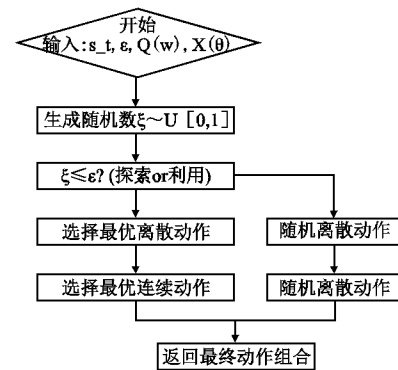 开始
输入:s_t, ε, Q(w), X(θ)
生成随机数ξ~U [0,1]
ξ≤ε?(探索or利用)
选择最优离散动作
随机离散动作
选择最优连续动作
随机离散动作
返回最终动作组合